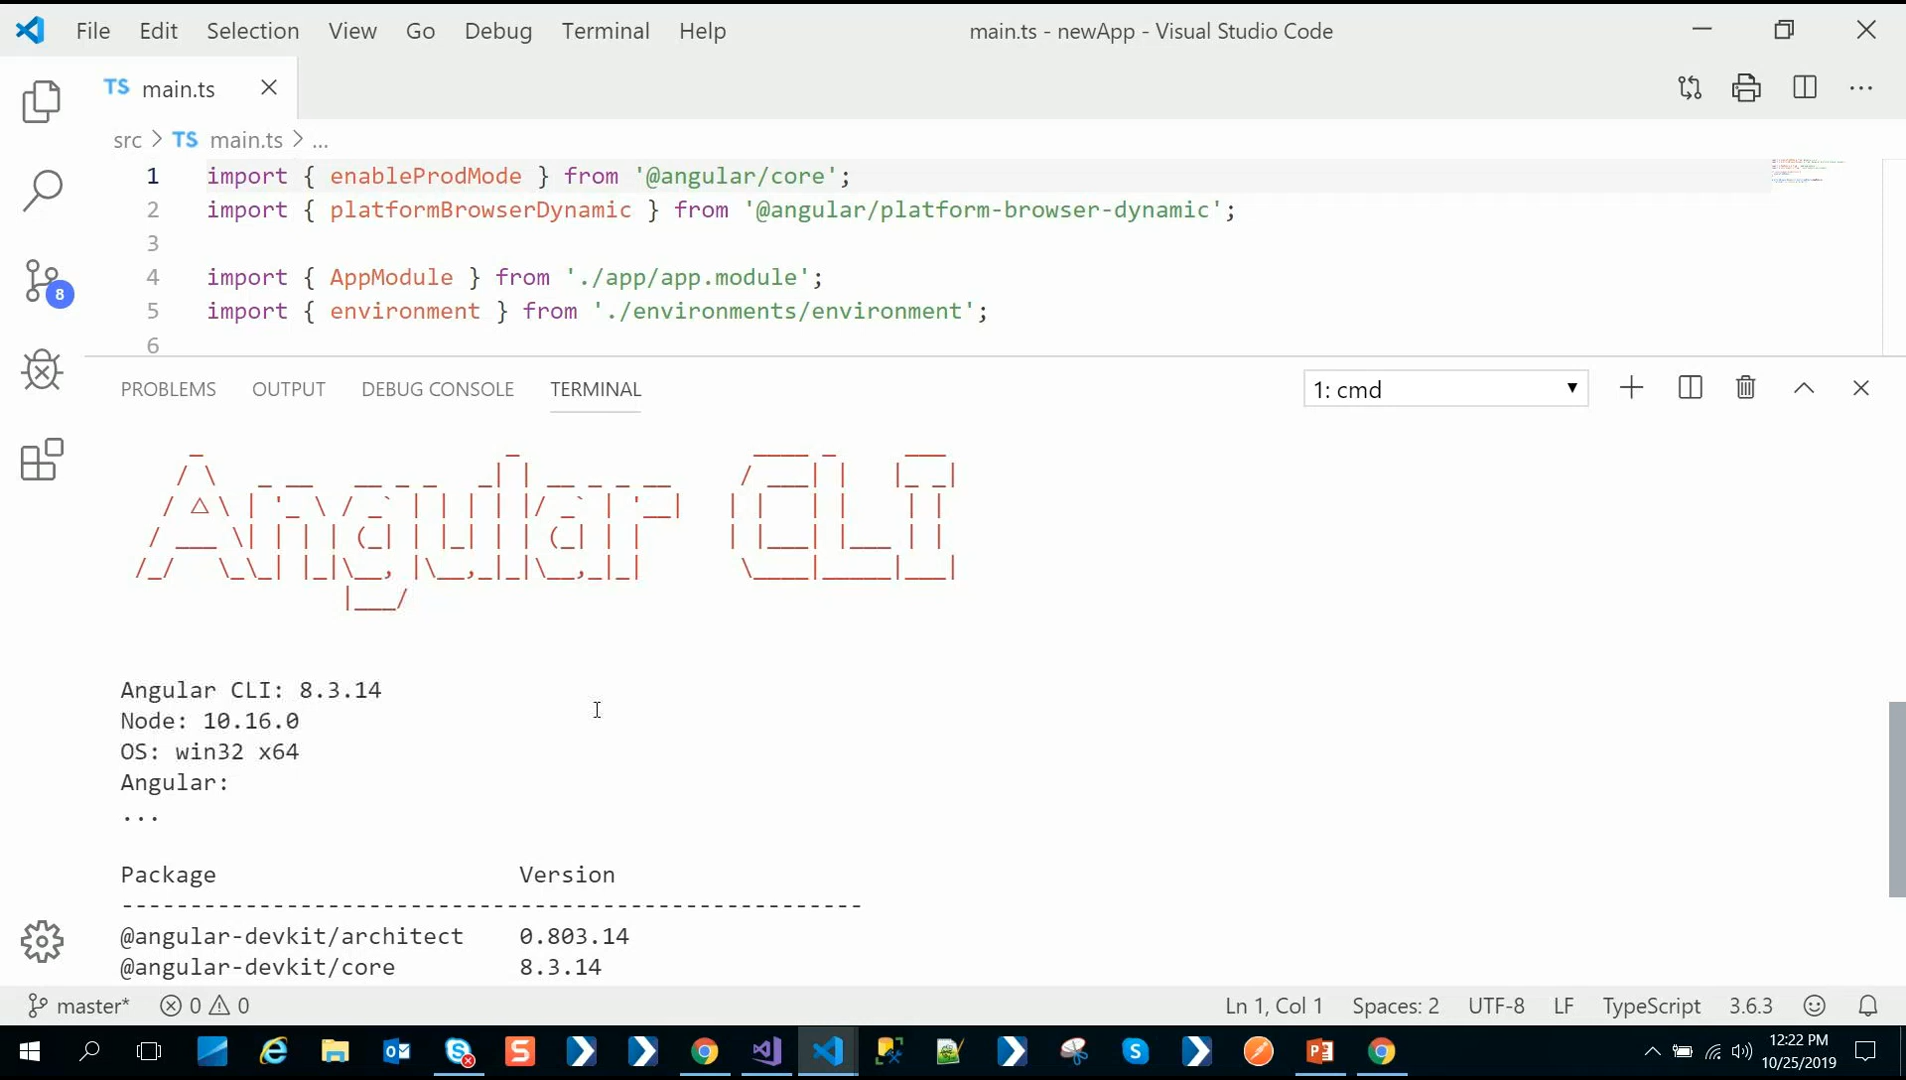 File Edit Selection View Go Debug Terminal Help main.ts - newApp - Visual Studio Code
TS main.ts
src > TS main.ts > ...
1 import { enableProdMode } from '@angular/core';
2 import { platformBrowserDynamic } from '@angular/platform-browser-dynamic';
3
4 import { AppModule } from './app/app.module';
5 import { environment } from './environments/environment';
6
8
PROBLEMS OUTPUT DEBUG CONSOLE TERMINAL 1: cmd
Angular CLI
Angular CLI: 8.3.14
Node: 10.16.0
OS: win32 x64
Angular:
...
Package Version
------------------------------------------------------
@angular-devkit/architect 0.803.14
@angular-devkit/core 8.3.14
master* 0 0 Ln 1, Col 1 Spaces: 2 UTF-8 LF TypeScript 3.6.3
12:22 PM
10/25/2019